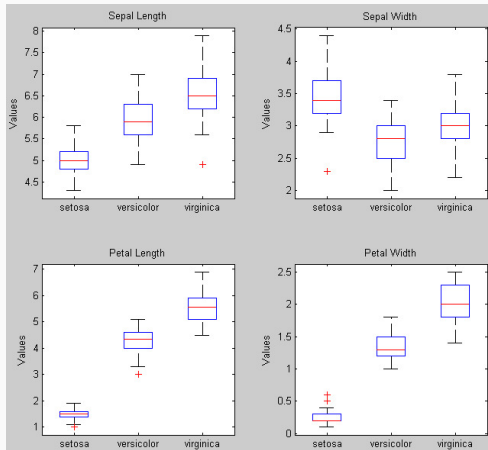 Sepal Length
Values
8
7.5
7
6.5
6
5.5
5
4.5
setosa versicolor virginica
Sepal Width
Values
4.5
4
3.5
3
2.5
2
setosa versicolor virginica
Petal Length
Values
7
6
5
4
3
2
1
setosa versicolor virginica
Petal Width
Values
2.5
2
1.5
1
0.5
0
setosa versicolor virginica